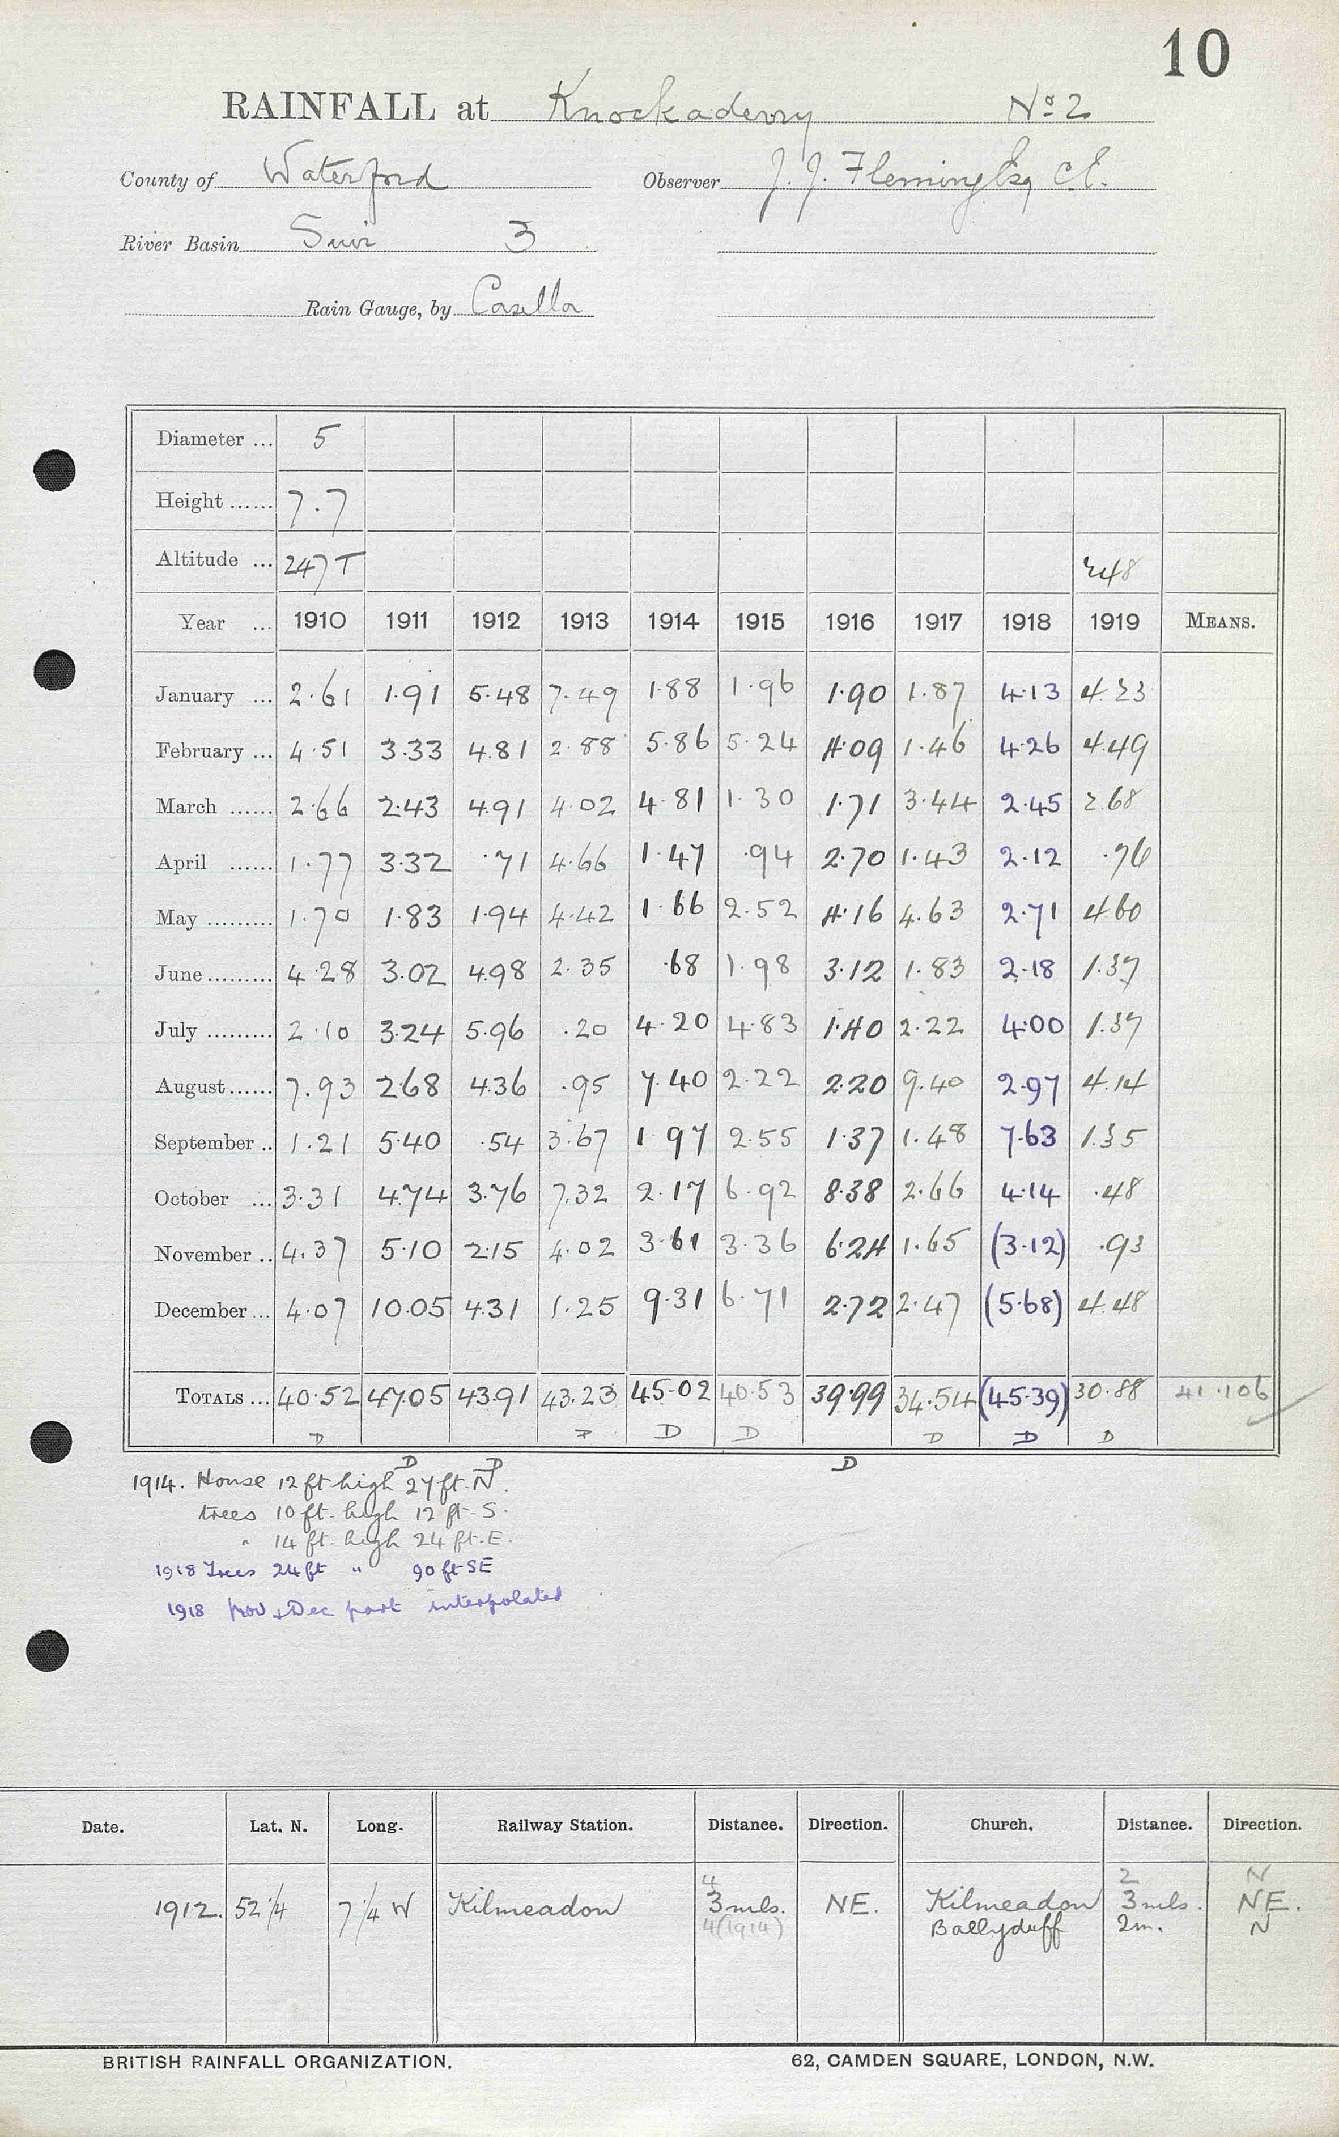 10
RAINFALL at Knockaderry No 2
County of Waterford Observer J. J. Fleming Esq C.E.
River Basin Suir 3
Rain Gauge, by Casella
Diameter ... 5
Height ...... 7.7
Altitude ... 247 T 248
Year ... 1910 1911 1912 1913 1914 1915 1916 1917 1918 1919 MEANS.
January ... 2.61 1.91 5.48 7.49 1.88 1.96 1.90 1.87 4.13 4.23
February ... 4.51 3.33 4.81 2.88 5.86 5.24 4.09 1.46 4.26 4.49
March ...... 2.66 2.43 4.91 4.02 4.81 1.30 1.71 3.44 2.45 2.68
April ...... 1.77 3.32 .71 4.66 1.47 .94 2.70 1.43 2.12 .76
May ......... 1.70 1.83 1.94 4.42 1.66 2.52 4.16 4.63 2.71 4.60
June ......... 4.28 3.02 4.98 2.35 .68 1.98 3.12 1.83 2.18 1.37
July ......... 2.10 3.24 5.96 .20 4.20 4.83 1.40 2.22 4.00 1.37
August ...... 7.93 2.68 4.36 .95 7.40 2.22 2.20 9.40 2.97 4.14
September .. 1.21 5.40 .54 3.67 1.97 2.55 1.37 1.48 7.63 1.35
October ... 3.31 4.74 3.76 7.32 2.17 6.92 8.38 2.66 4.14 .48
November .. 4.37 5.10 2.15 4.02 3.61 3.36 6.24 1.65 (3.12) .93
December ... 4.07 10.05 4.31 1.25 9.31 6.71 2.72 2.47 (5.68) 4.48
TOTALS ... 40.52 47.05 43.91 43.23 45.02 40.53 39.99 34.54 (45.39) 30.88 41.106
D D D D D D D
D D D
1914. House 12 ft high 27 ft. N.
trees 10 ft. high 12 ft. S.
" 14 ft. high 24 ft. E.
1918 Trees 24 ft " 90 ft SE
1918 Nov & Dec part interpolated
Date. Lat. N. Long. Railway Station. Distance. Direction. Church. Distance. Direction.
4 2 N
1912. 52 1/4 7 1/4 W Kilmeadon 3 mls. NE. Kilmeadon 3 mls. NE.
4 (1914) Ballyduff 2m. N
BRITISH RAINFALL ORGANIZATION. 62, CAMDEN SQUARE, LONDON, N.W.